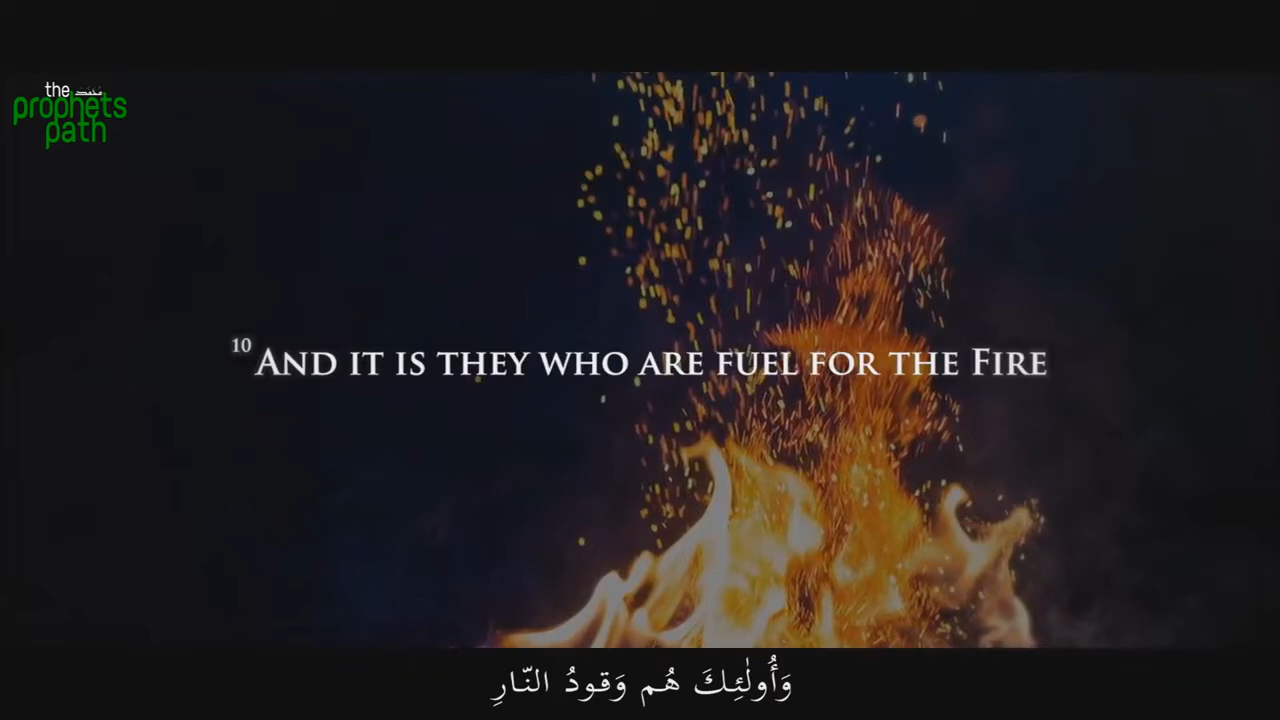 the
prophets
path
10 AND IT IS THEY WHO ARE FUEL FOR THE FIRE
وَأُولَٰئِكَ هُم وَقودُ النّارِ